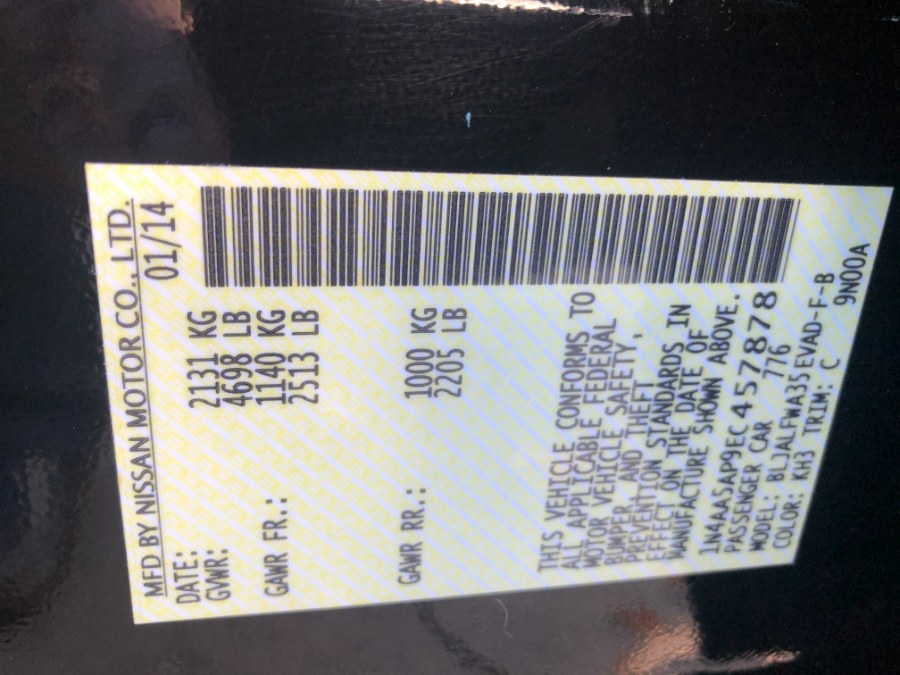 MFD BY NISSAN MOTOR CO., LTD.
DATE: 01/14
GVWR: 2131 KG
4698 LB
GAWR FR.: 1140 KG
2513 LB
GAWR RR.: 1000 KG
2205 LB
THIS VEHICLE CONFORMS TO
ALL APPLICABLE FEDERAL
MOTOR VEHICLE SAFETY,
BUMPER, AND THEFT
PREVENTION STANDARDS IN
EFFECT ON THE DATE OF
MANUFACTURE SHOWN ABOVE.
1N4AA5AP9EC457878
PASSENGER CAR 776
MODEL: BLJALFWA35EVAD-F-B
COLOR: KH3 TRIM: C 9N00A